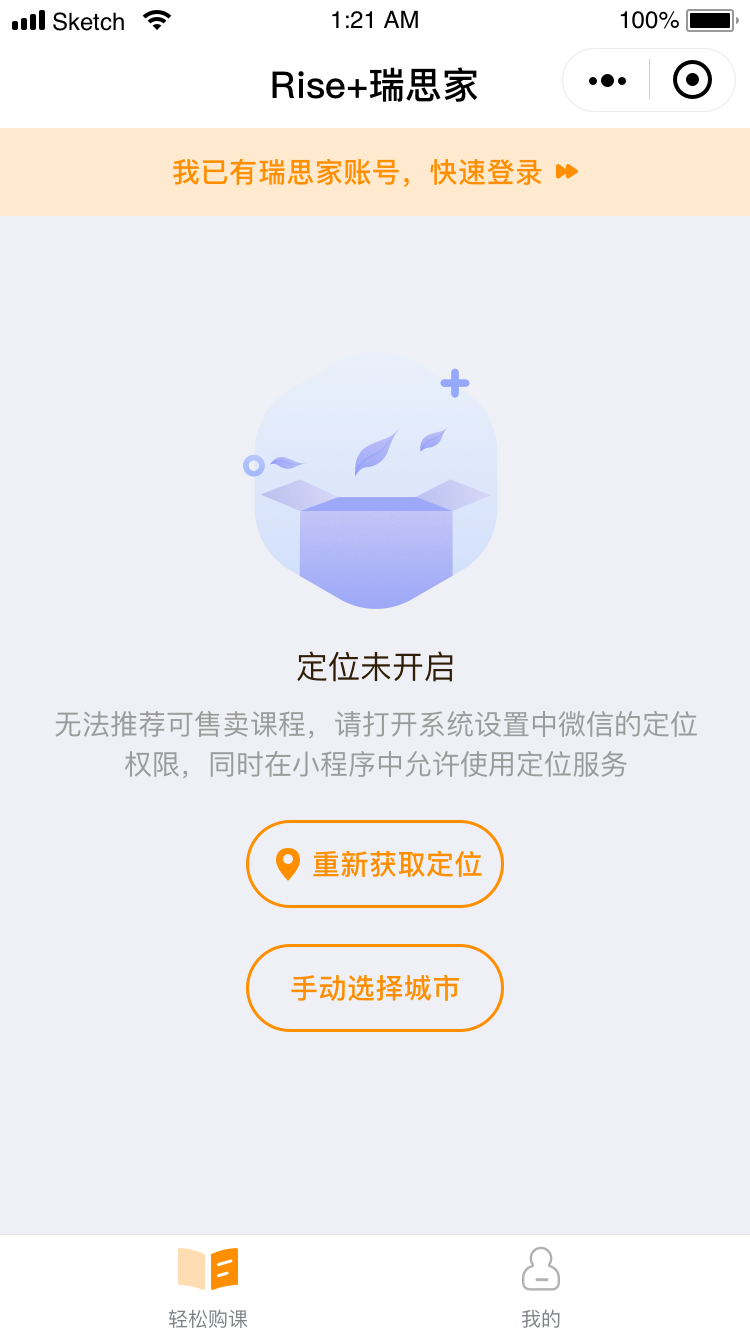 Sketch
1:21 AM
100%
Rise+瑞思家
我已有瑞思家账号，快速登录
定位未开启
无法推荐可售卖课程，请打开系统设置中微信的定位
权限，同时在小程序中允许使用定位服务
重新获取定位
手动选择城市
轻松购课
我的